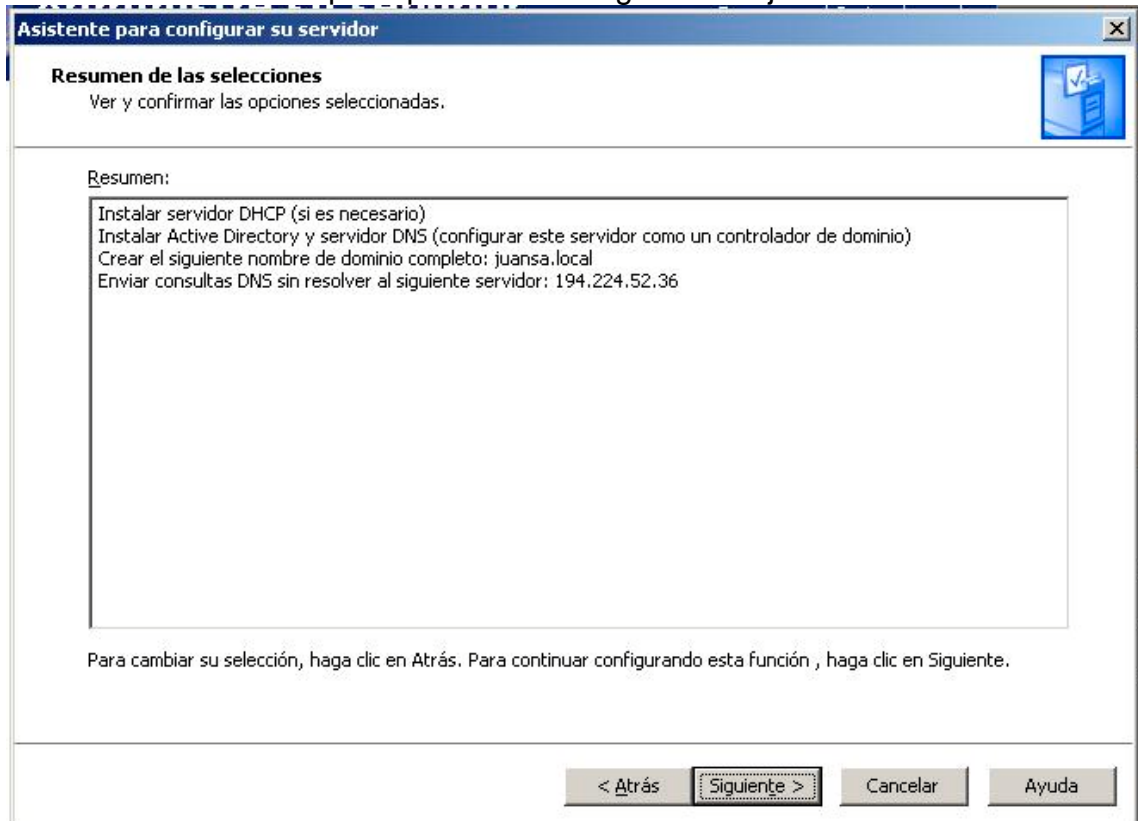 Asistente para configurar su servidor
Resumen de las selecciones
Ver y confirmar las opciones seleccionadas.
Resumen:
Instalar servidor DHCP (si es necesario)
Instalar Active Directory y servidor DNS (configurar este servidor como un controlador de dominio)
Crear el siguiente nombre de dominio completo: juansa.local
Enviar consultas DNS sin resolver al siguiente servidor: 194.224.52.36
Para cambiar su selección, haga clic en Atrás. Para continuar configurando esta función , haga clic en Siguiente.
< Atrás Siguiente > Cancelar Ayuda